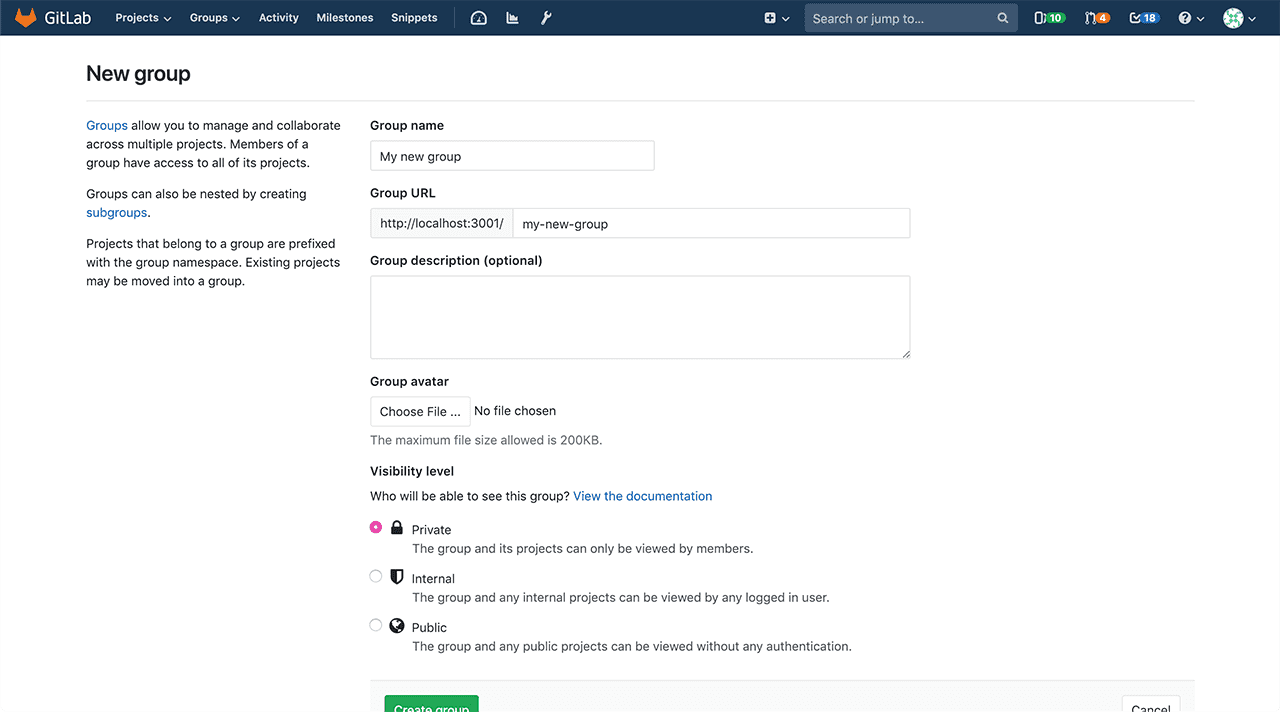 GitLab Projects Groups Activity Milestones Snippets Search or jump to... 10 4 18
New group
Groups allow you to manage and collaborate
across multiple projects. Members of a
group have access to all of its projects.
Groups can also be nested by creating
subgroups.
Projects that belong to a group are prefixed
with the group namespace. Existing projects
may be moved into a group.
Group name
My new group
Group URL
http://localhost:3001/ my-new-group
Group description (optional)
Group avatar
Choose File ... No file chosen
The maximum file size allowed is 200KB.
Visibility level
Who will be able to see this group? View the documentation
Private
The group and its projects can only be viewed by members.
Internal
The group and any internal projects can be viewed by any logged in user.
Public
The group and any public projects can be viewed without any authentication.
Create group Cancel